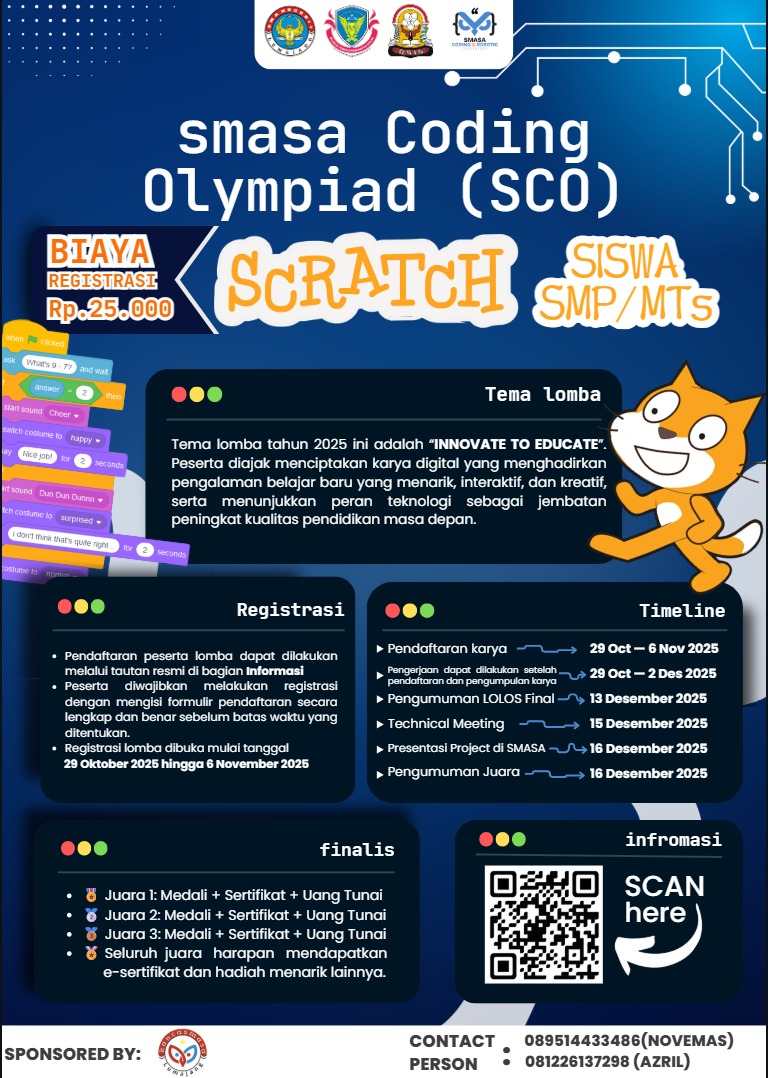 SMASA
CODING & ROBOTIC
smasa Coding
Olympiad (SCO)
BIAYA
REGISTRASI
Rp.25.000
SCRATCH
SISWA
SMP/MTs
when clicked
ask What's 9 - 7? and wait
answer = 2 then
start sound Cheer
switch costume to happy
say Nice job! for 2 seconds
start sound Dun Dun Dunnn
switch costume to surprised
i don't think that's quite right... for 2 seconds
costume to normal
Tema lomba
Tema lomba tahun 2025 ini adalah “INNOVATE TO EDUCATE”.
Peserta diajak menciptakan karya digital yang menghadirkan
pengalaman belajar baru yang menarik, interaktif, dan kreatif,
serta menunjukkan peran teknologi sebagai jembatan
peningkat kualitas pendidikan masa depan.
Registrasi
• Pendaftaran peserta lomba dapat dilakukan
melalui tautan resmi di bagian Informasi
• Peserta diwajibkan melakukan registrasi
dengan mengisi formulir pendaftaran secara
lengkap dan benar sebelum batas waktu yang
ditentukan.
• Registrasi lomba dibuka mulai tanggal
29 Oktober 2025 hingga 6 November 2025
Timeline
Pendaftaran karya 29 Oct — 6 Nov 2025
Pengerjaan dapat dilakukan setelah
pendaftaran dan pengumpulan karya 29 Oct — 2 Des 2025
Pengumuman LOLOS Final 13 Desember 2025
Technical Meeting 15 Desember 2025
Presentasi Project di SMASA 16 Desember 2025
Pengumuman Juara 16 Desember 2025
finalis
• 🏅 Juara 1: Medali + Sertifikat + Uang Tunai
• 🥈 Juara 2: Medali + Sertifikat + Uang Tunai
• 🥉 Juara 3: Medali + Sertifikat + Uang Tunai
• 🏅 Seluruh juara harapan mendapatkan
e-sertifikat dan hadiah menarik lainnya.
infromasi
SCAN
here
SPONSORED BY:
CONTACT PERSON :
089514433486(NOVEMAS)
081226137298 (AZRIL)